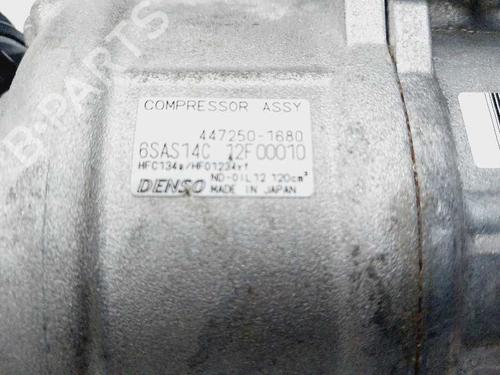 B-PARTS
COMPRESSOR ASSY
447250-1680
6SAS14C 12F00010
HFC134a/HFO1234yf
DENSO ND-OIL12 120cm³
MADE IN JAPAN